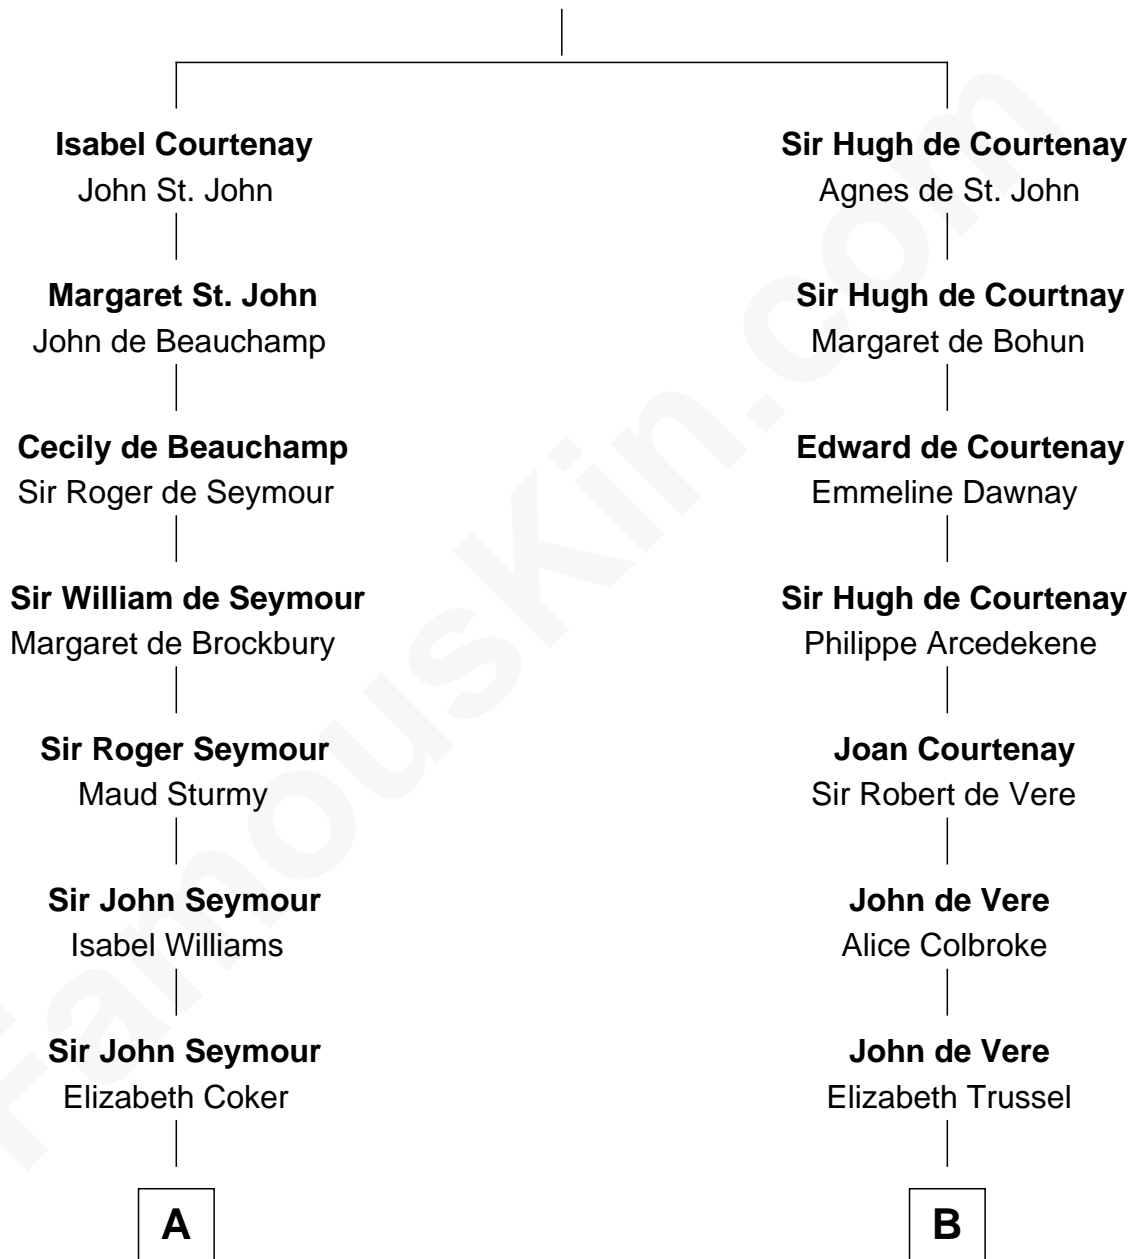 Isabel Courtenay
John St. John
Margaret St. John
John de Beauchamp
Cecily de Beauchamp
Sir Roger de Seymour
Sir William de Seymour
Margaret de Brockbury
Sir Roger Seymour
Maud Sturmy
Sir John Seymour
Isabel Williams
Sir John Seymour
Elizabeth Coker
A
Sir Hugh de Courtenay
Agnes de St. John
Sir Hugh de Courtnay
Margaret de Bohun
Edward de Courtenay
Emmeline Dawnay
Sir Hugh de Courtenay
Philippe Arcedekene
Joan Courtenay
Sir Robert de Vere
John de Vere
Alice Colbroke
John de Vere
Elizabeth Trussel
B
FamousKin.com